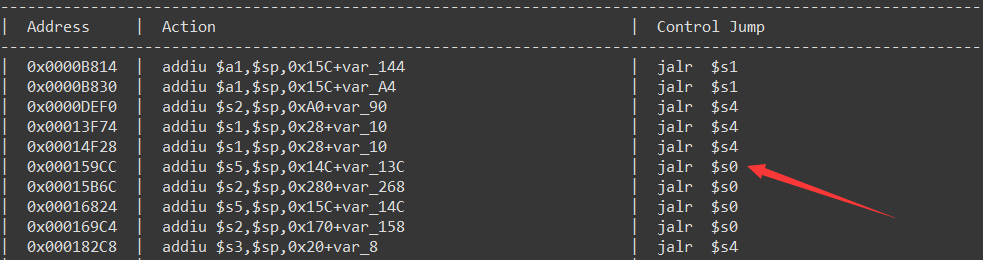 | Address | Action | Control Jump |
| 0x0000B814 | addiu $a1,$sp,0x15C+var_144 | jalr $s1
| 0x0000B830 | addiu $a1,$sp,0x15C+var_A4 | jalr $s1
| 0x0000DEF0 | addiu $s2,$sp,0xA0+var_90 | jalr $s4
| 0x00013F74 | addiu $s1,$sp,0x28+var_10 | jalr $s4
| 0x00014F28 | addiu $s1,$sp,0x28+var_10 | jalr $s4
| 0x000159CC | addiu $s5,$sp,0x14C+var_13C | jalr $s0
| 0x00015B6C | addiu $s2,$sp,0x280+var_268 | jalr $s0
| 0x00016824 | addiu $s5,$sp,0x15C+var_14C | jalr $s0
| 0x000169C4 | addiu $s2,$sp,0x170+var_158 | jalr $s0
| 0x000182C8 | addiu $s3,$sp,0x20+var_8 | jalr $s4